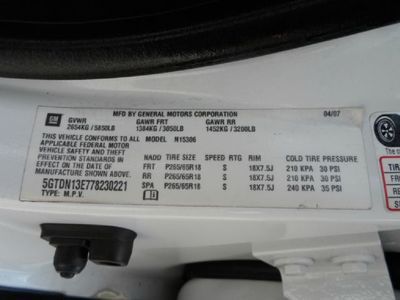 GM
MFD BY GENERAL MOTORS CORPORATION 04/07
GVWR GAWR FRT GAWR RR
2654KG/5850LB 1384KG/3050LB 1452KG/3200LB
THIS VEHICLE CONFORMS TO ALL MODEL N15306
APPLICABLE FEDERAL MOTOR
VEHICLE SAFETY AND THEFT
PREVENTION STANDARDS IN
EFFECT ON THE DATE OF
MANUFACTURE SHOWN ABOVE.
5GTDN13E778230221
TYPE: M.P.V.
TIRE SIZE SPEED RTG RIM COLD TIRE PRESSURE
FRT P265/65R18 S 18X7.5J 210 KPA 30 PSI
RR P265/65R18 S 18X7.5J 210 KPA 30 PSI
SPA P265/65R18 S 18X7.5J 240 KPA 35 PSI
TIRE